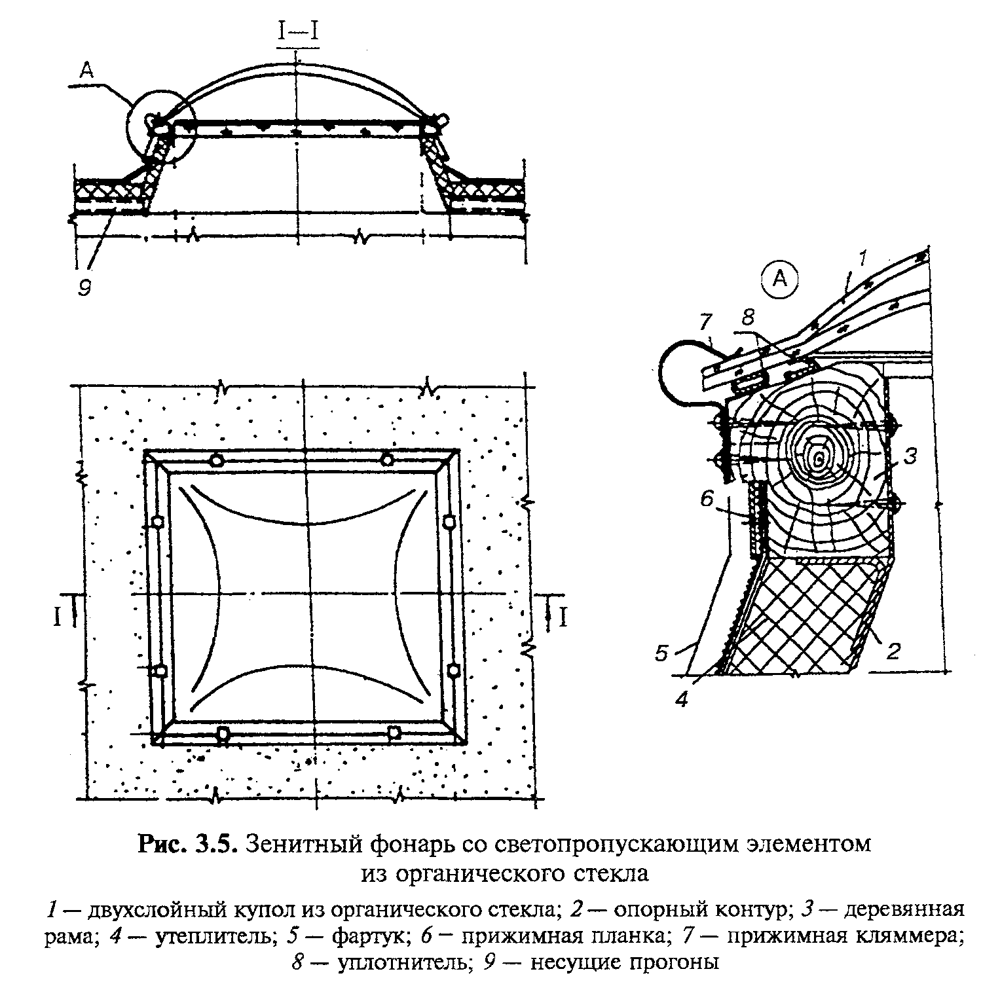 I—I
А
9
А
1
7
8
3
6
5
2
4
I
I
Рис. 3.5. Зенитный фонарь со светопропускающим элементом
из органического стекла
1 — двухслойный купол из органического стекла; 2 — опорный контур; 3 — деревянная
рама; 4 — утеплитель; 5 — фартук; 6 — прижимная планка; 7 — прижимная кляммера;
8 — уплотнитель; 9 — несущие прогоны